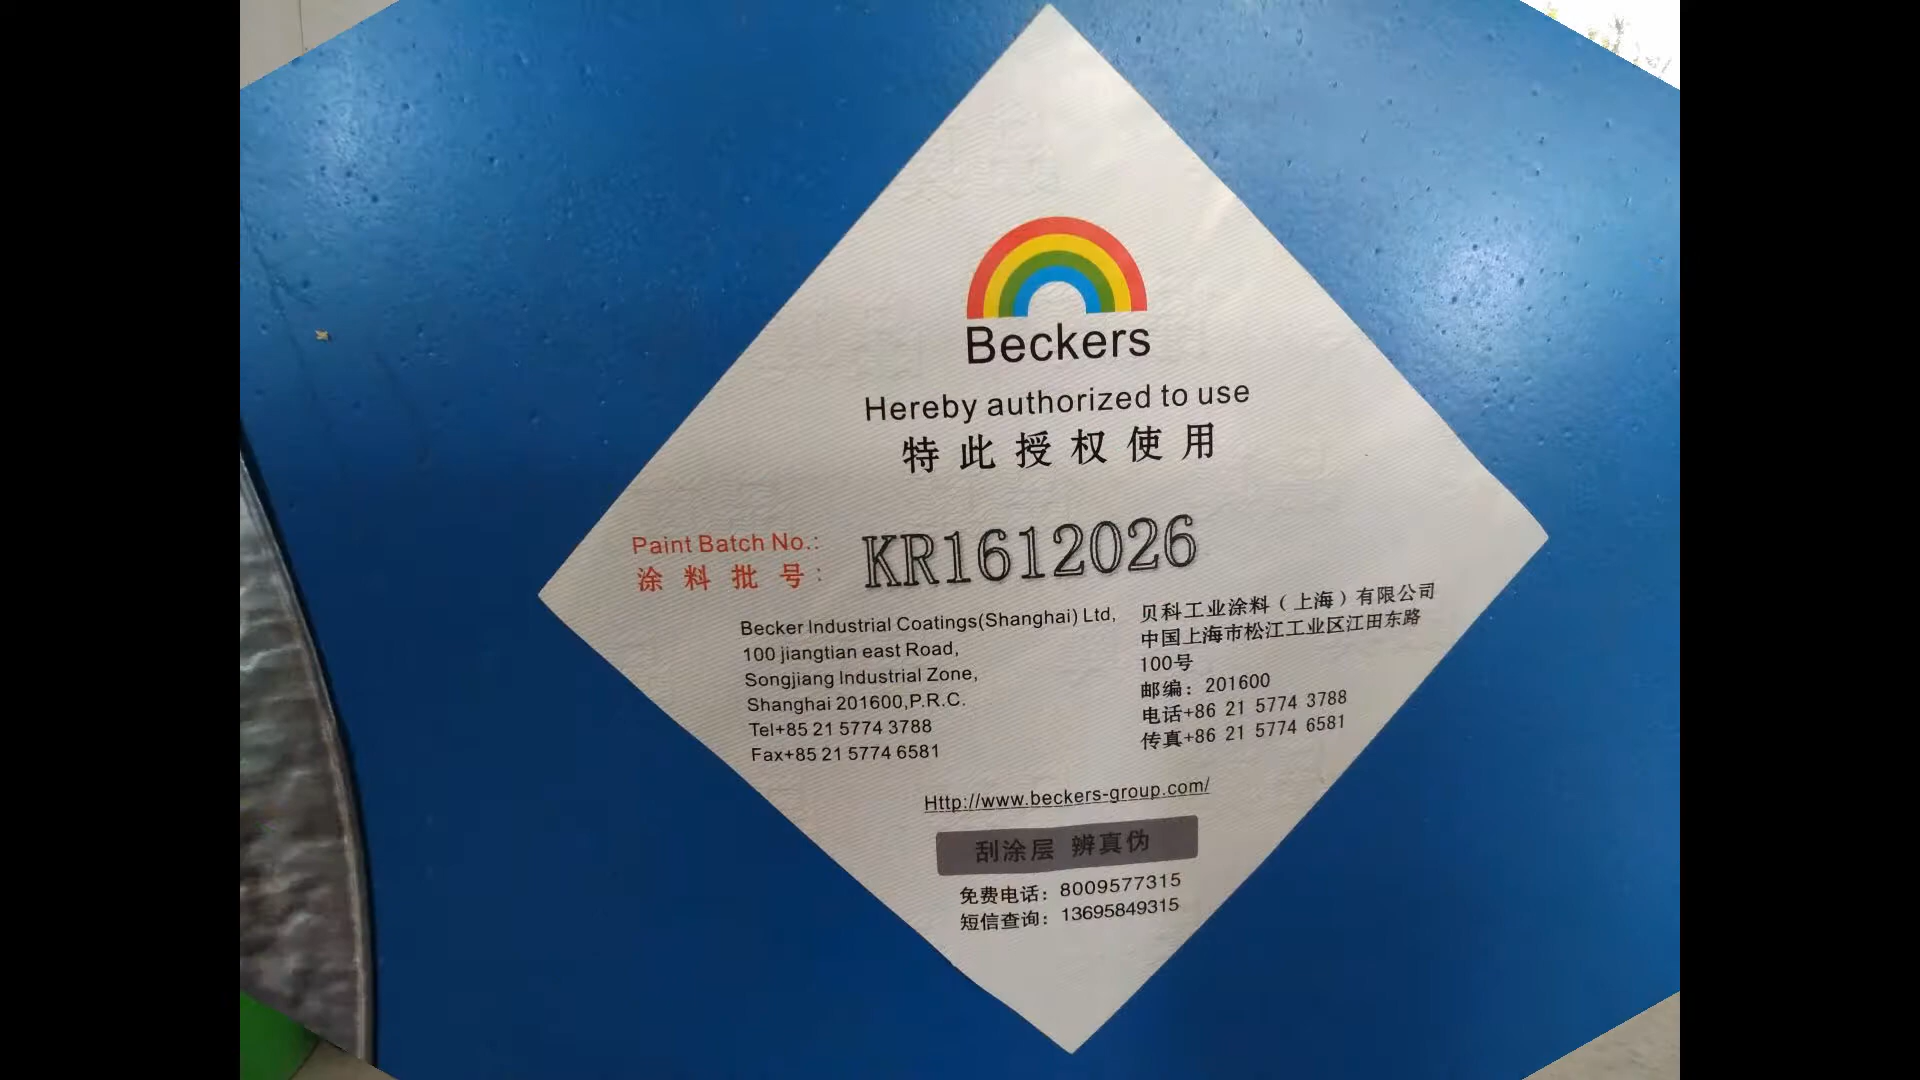 Beckers
Hereby authorized to use
特此授权使用
Paint Batch No.:
涂料批号:
KR1612026
Becker Industrial Coatings(Shanghai) Ltd,
100 jiangtian east Road,
Songjiang Industrial Zone,
Shanghai 201600,P.R.C.
Tel+85 21 5774 3788
Fax+85 21 5774 6581
贝科工业涂料(上海)有限公司
中国上海市松江工业区江田东路
100号
邮编: 201600
电话+86 21 5774 3788
传真+86 21 5774 6581
Http://www.beckers-group.com/
刮涂层 辨真伪
免费电话: 8009577315
短信查询: 13695849315